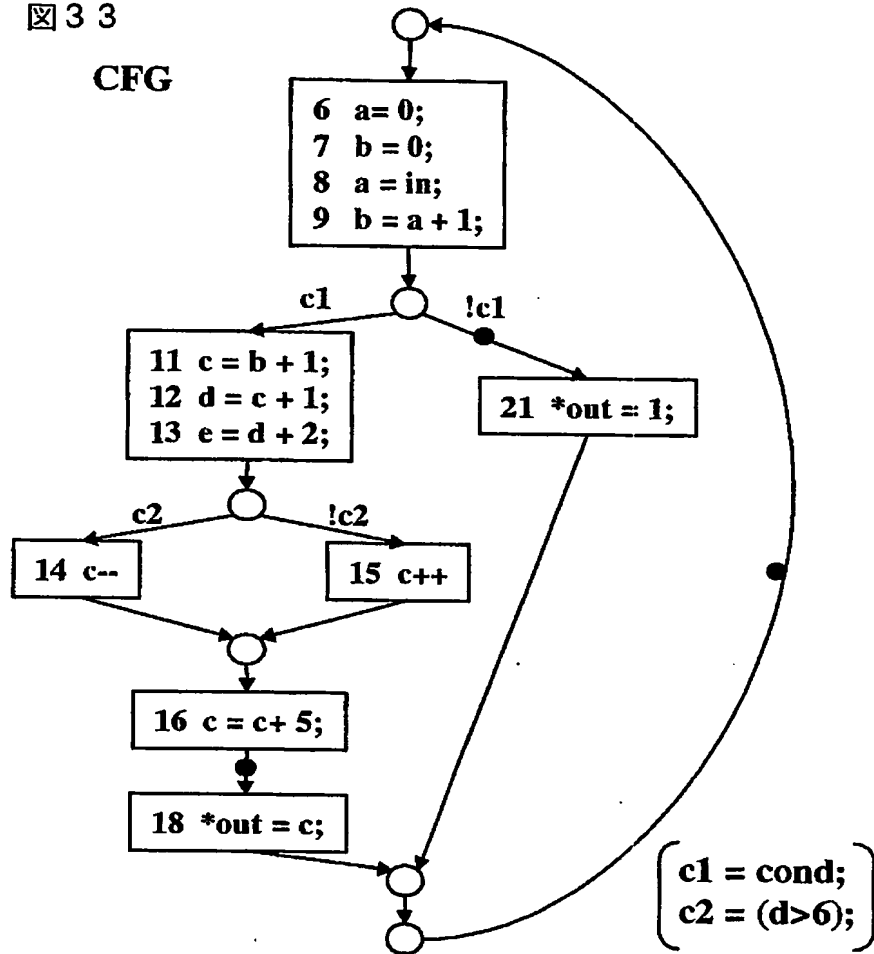 図３３
CFG
6 a= 0;
7 b = 0;
8 a = in;
9 b = a + 1;
c1
!c1
11 c = b + 1;
12 d = c + 1;
13 e = d + 2;
21 *out = 1;
c2
!c2
14 c--
15 c++
16 c = c+ 5;
18 *out = c;
c1 = cond;
c2 = (d>6);